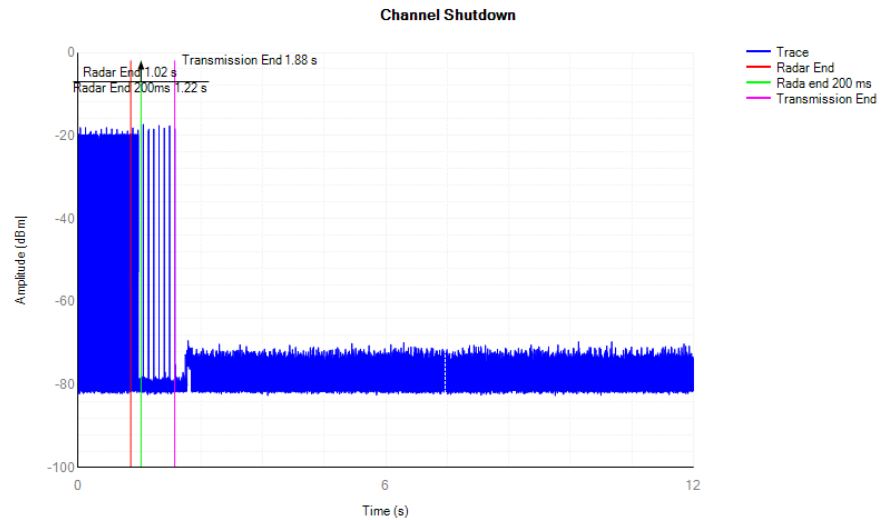 Channel Shutdown
Transmission End 1.88 s
Radar End 1.02 s
Radar End 200ms 1.22 s
Trace
Radar End
Rada end 200 ms
Transmission End
0
-20
-40
-60
-80
-100
Amplitude [dBm]
0
6
12
Time (s)